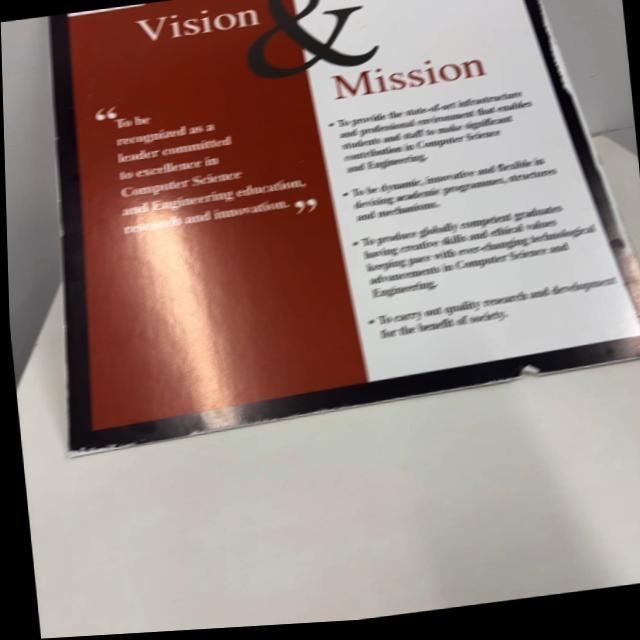 Vision
&
Mission
“To be
recognized as a
leader committed
to excellence in
Computer Science
and Engineering education,
research and innovation.”
• To provide the state-of-art infrastructure
and professional environment that enables
students and staff to make significant
contribution in Computer Science
and Engineering.
• To be dynamic, innovative and flexible in
devising academic programmes, structures
and mechanisms.
• To produce globally competent graduates
having creative skills and ethical values
keeping pace with ever-changing technological
advancements in Computer Science and
Engineering.
• To carry out quality research and development
for the benefit of society.